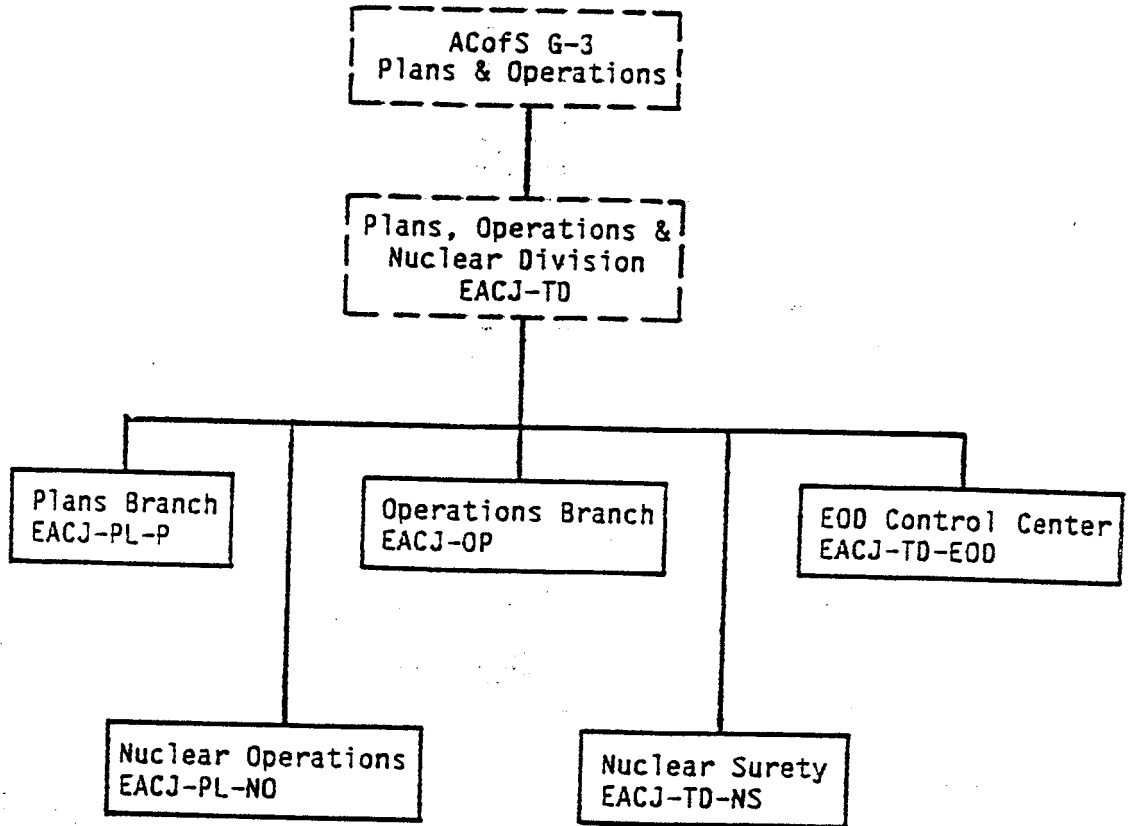 ACofS G-3
Plans & Operations
Plans, Operations &
Nuclear Division
EACJ-TD
Plans Branch
EACJ-PL-P
Operations Branch
EACJ-OP
EOD Control Center
EACJ-TD-EOD
Nuclear Operations
EACJ-PL-NO
Nuclear Surety
EACJ-TD-NS